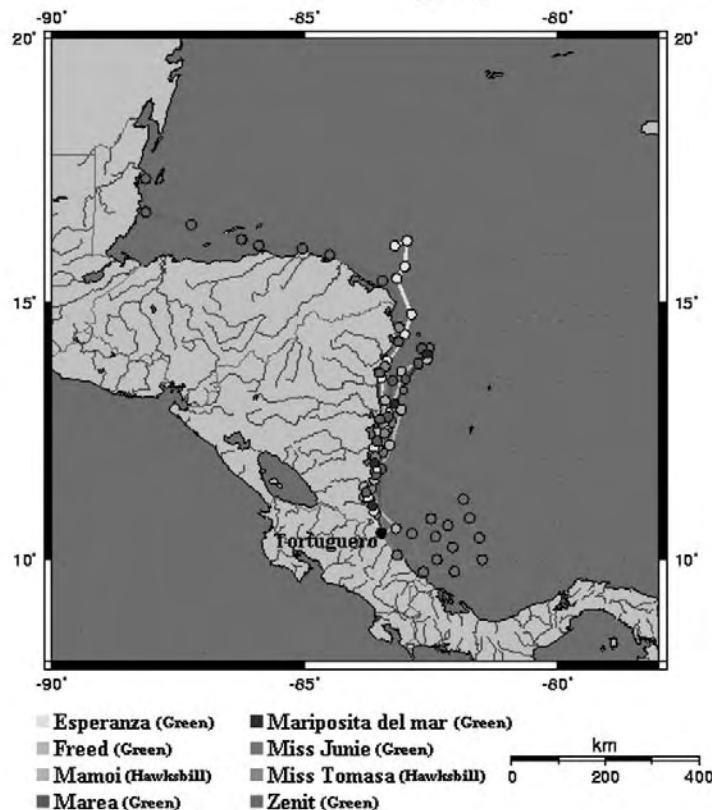 -90° -85° -80°
20° 20°
15° 15°
10° 10°
Tortuguero
-90° -85° -80°
Esperanza (Green) Mariposita del mar (Green)
Freed (Green) Miss Junie (Green)
Mamoi (Hawksbill) Miss Tomasa (Hawksbill)
Marea (Green) Zenit (Green)
km
0 200 400